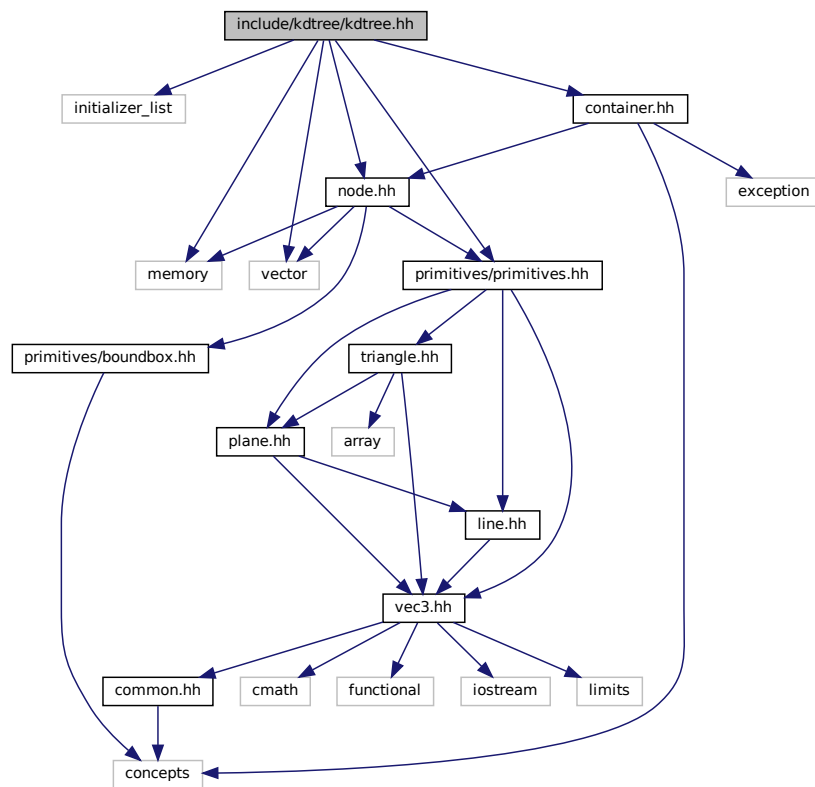 include/kdtree/kdtree.hh
initializer_list
container.hh
node.hh
exception
memory
vector
primitives/primitives.hh
primitives/boundbox.hh
triangle.hh
plane.hh
array
line.hh
vec3.hh
common.hh
cmath
functional
iostream
limits
concepts